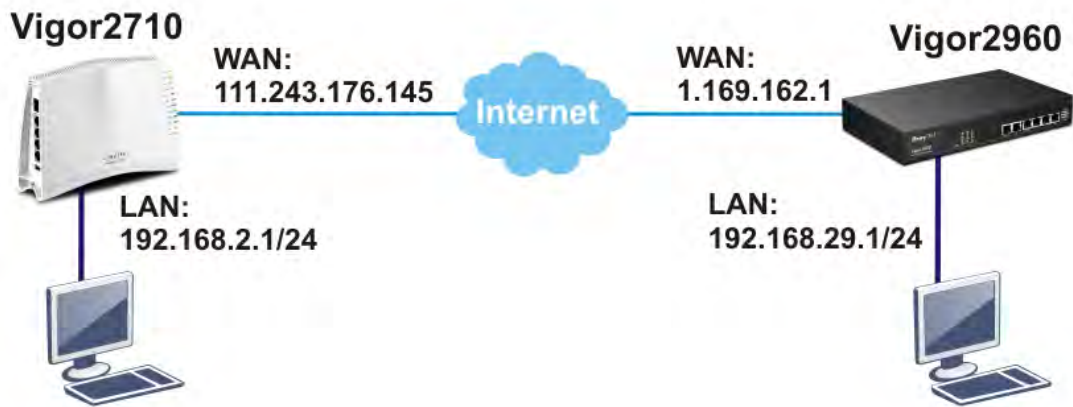 Vigor2710
WAN:
111.243.176.145
Internet
WAN:
1.169.162.1
Vigor2960
LAN:
192.168.2.1/24
LAN:
192.168.29.1/24